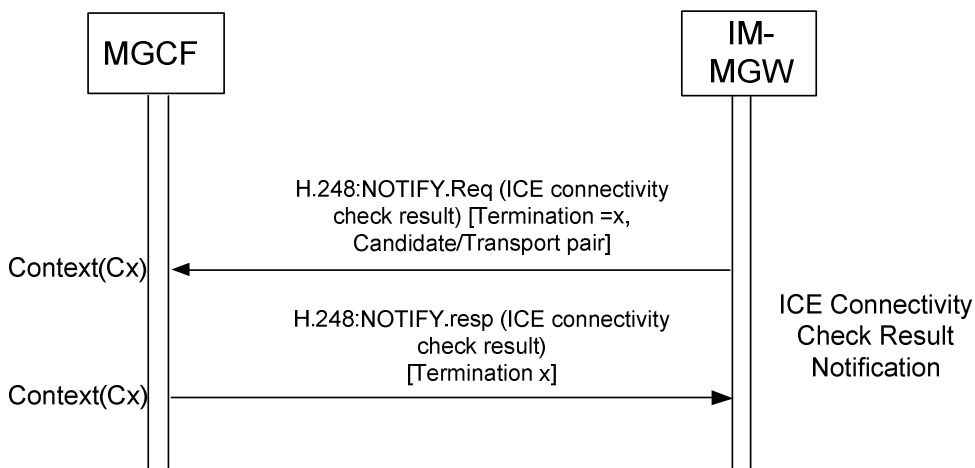 MGCF
IM-
MGW
H.248:NOTIFY.Req (ICE connectivity
check result) [Termination =x,
Candidate/Transport pair]
Context(Cx)
H.248:NOTIFY.resp (ICE connectivity
check result)
[Termination x]
Context(Cx)
ICE Connectivity
Check Result
Notification